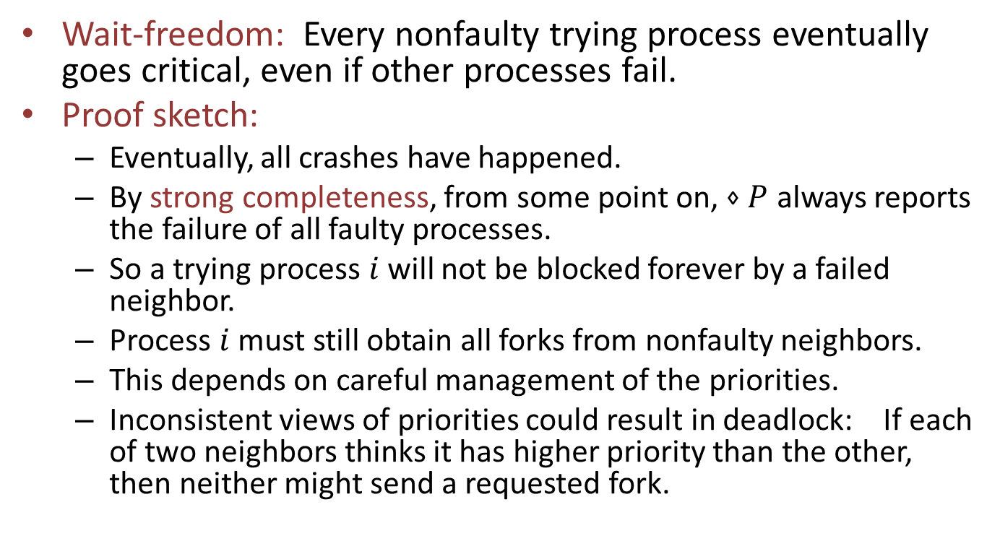 • Wait-freedom: Every nonfaulty trying process eventually
goes critical, even if other processes fail.
• Proof sketch:
– Eventually, all crashes have happened.
– By strong completeness, from some point on, ⋄ P always reports
the failure of all faulty processes.
– So a trying process i will not be blocked forever by a failed
neighbor.
– Process i must still obtain all forks from nonfaulty neighbors.
– This depends on careful management of the priorities.
– Inconsistent views of priorities could result in deadlock: If each
of two neighbors thinks it has higher priority than the other,
then neither might send a requested fork.